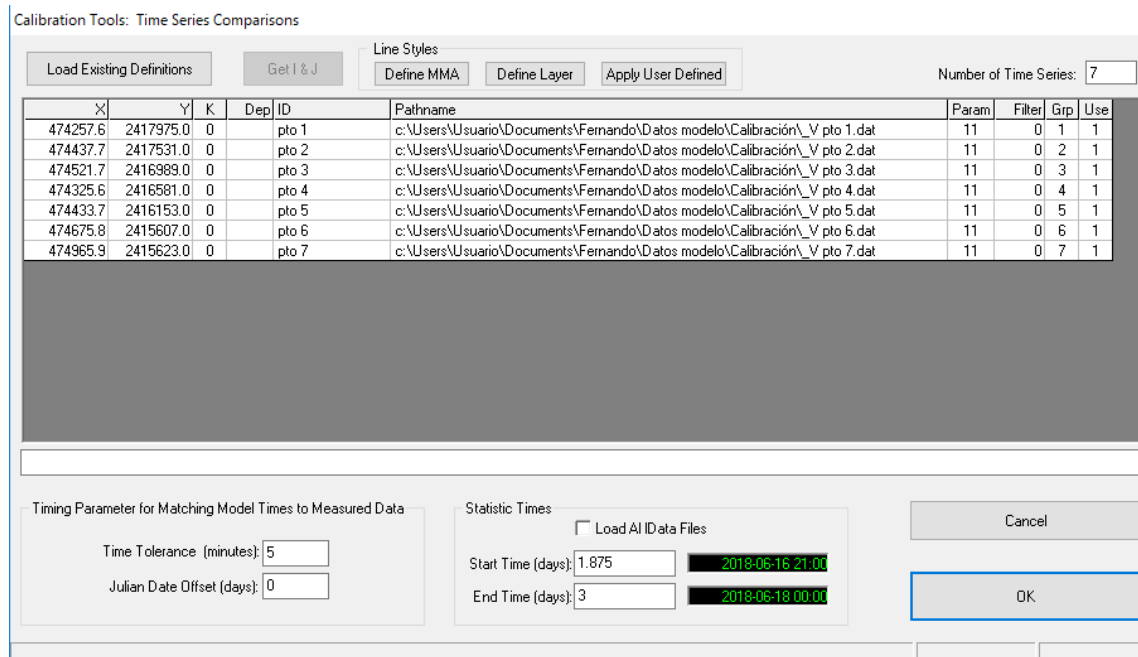 Calibration Tools: Time Series Comparisons
Line Styles
Load Existing Definitions Get I & J Define MMA Define Layer Apply User Defined Number of Time Series: 7
X Y K Dep ID Pathname Param Filter Grp Use
474257.6 2417975.0 0 pto 1 c:\Users\Usuario\Documents\Fernando\Datos modelo\Calibración\_V pto 1.dat 11 0 1 1
474437.7 2417531.0 0 pto 2 c:\Users\Usuario\Documents\Fernando\Datos modelo\Calibración\_V pto 2.dat 11 0 2 1
474521.7 2416989.0 0 pto 3 c:\Users\Usuario\Documents\Fernando\Datos modelo\Calibración\_V pto 3.dat 11 0 3 1
474325.6 2416581.0 0 pto 4 c:\Users\Usuario\Documents\Fernando\Datos modelo\Calibración\_V pto 4.dat 11 0 4 1
474433.7 2416153.0 0 pto 5 c:\Users\Usuario\Documents\Fernando\Datos modelo\Calibración\_V pto 5.dat 11 0 5 1
474675.8 2415607.0 0 pto 6 c:\Users\Usuario\Documents\Fernando\Datos modelo\Calibración\_V pto 6.dat 11 0 6 1
474965.9 2415623.0 0 pto 7 c:\Users\Usuario\Documents\Fernando\Datos modelo\Calibración\_V pto 7.dat 11 0 7 1
Timing Parameter for Matching Model Times to Measured Data
Time Tolerance (minutes): 5
Julian Date Offset (days): 0
Statistic Times
Load Al lData Files
Start Time (days): 1.875 2018-06-16 21:00
End Time (days): 3 2018-06-18 00:00
Cancel
OK